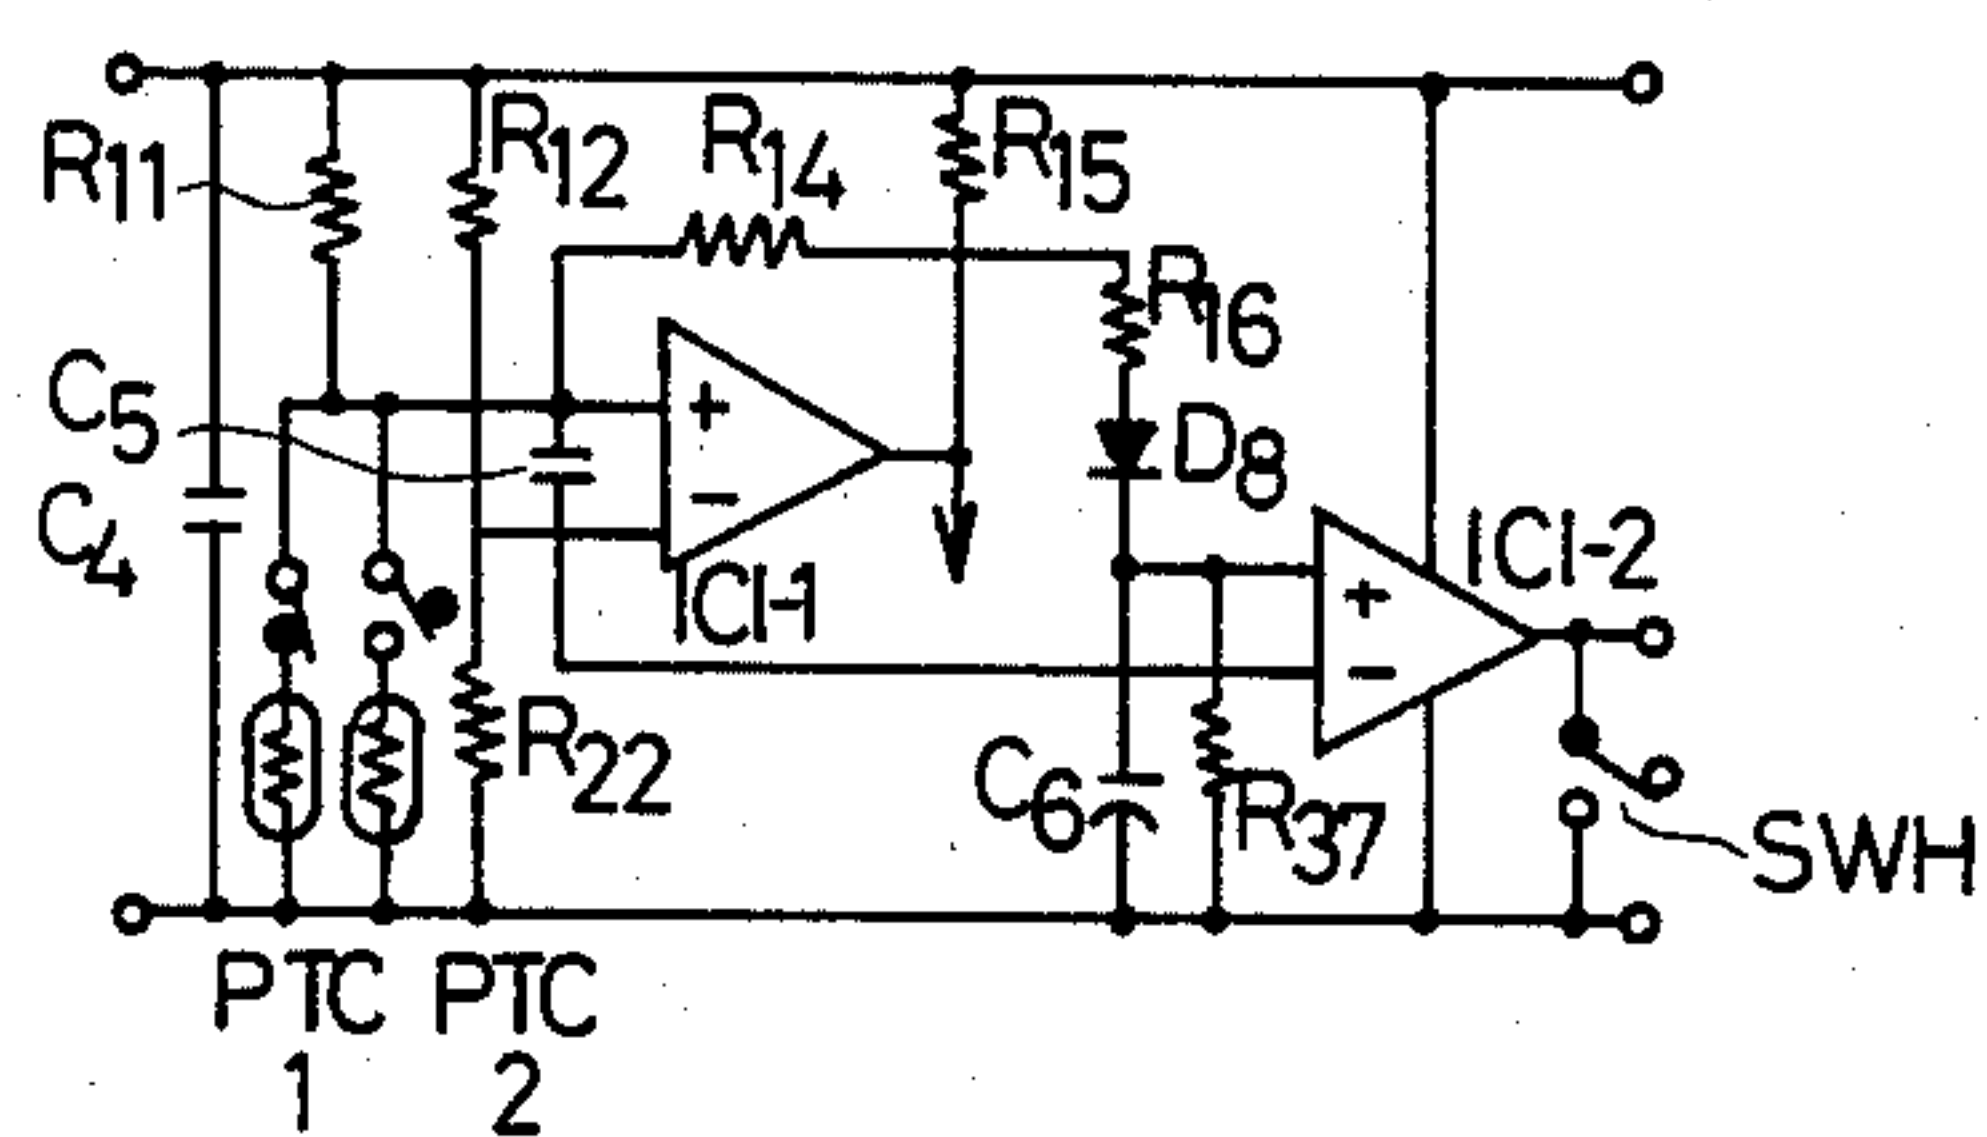 R11
R12
R14
R15
R16
C5
C4
+
−
IC1-1
D8
IC1-2
+
−
R22
C6
R37
SWH
PTC
1
PTC
2